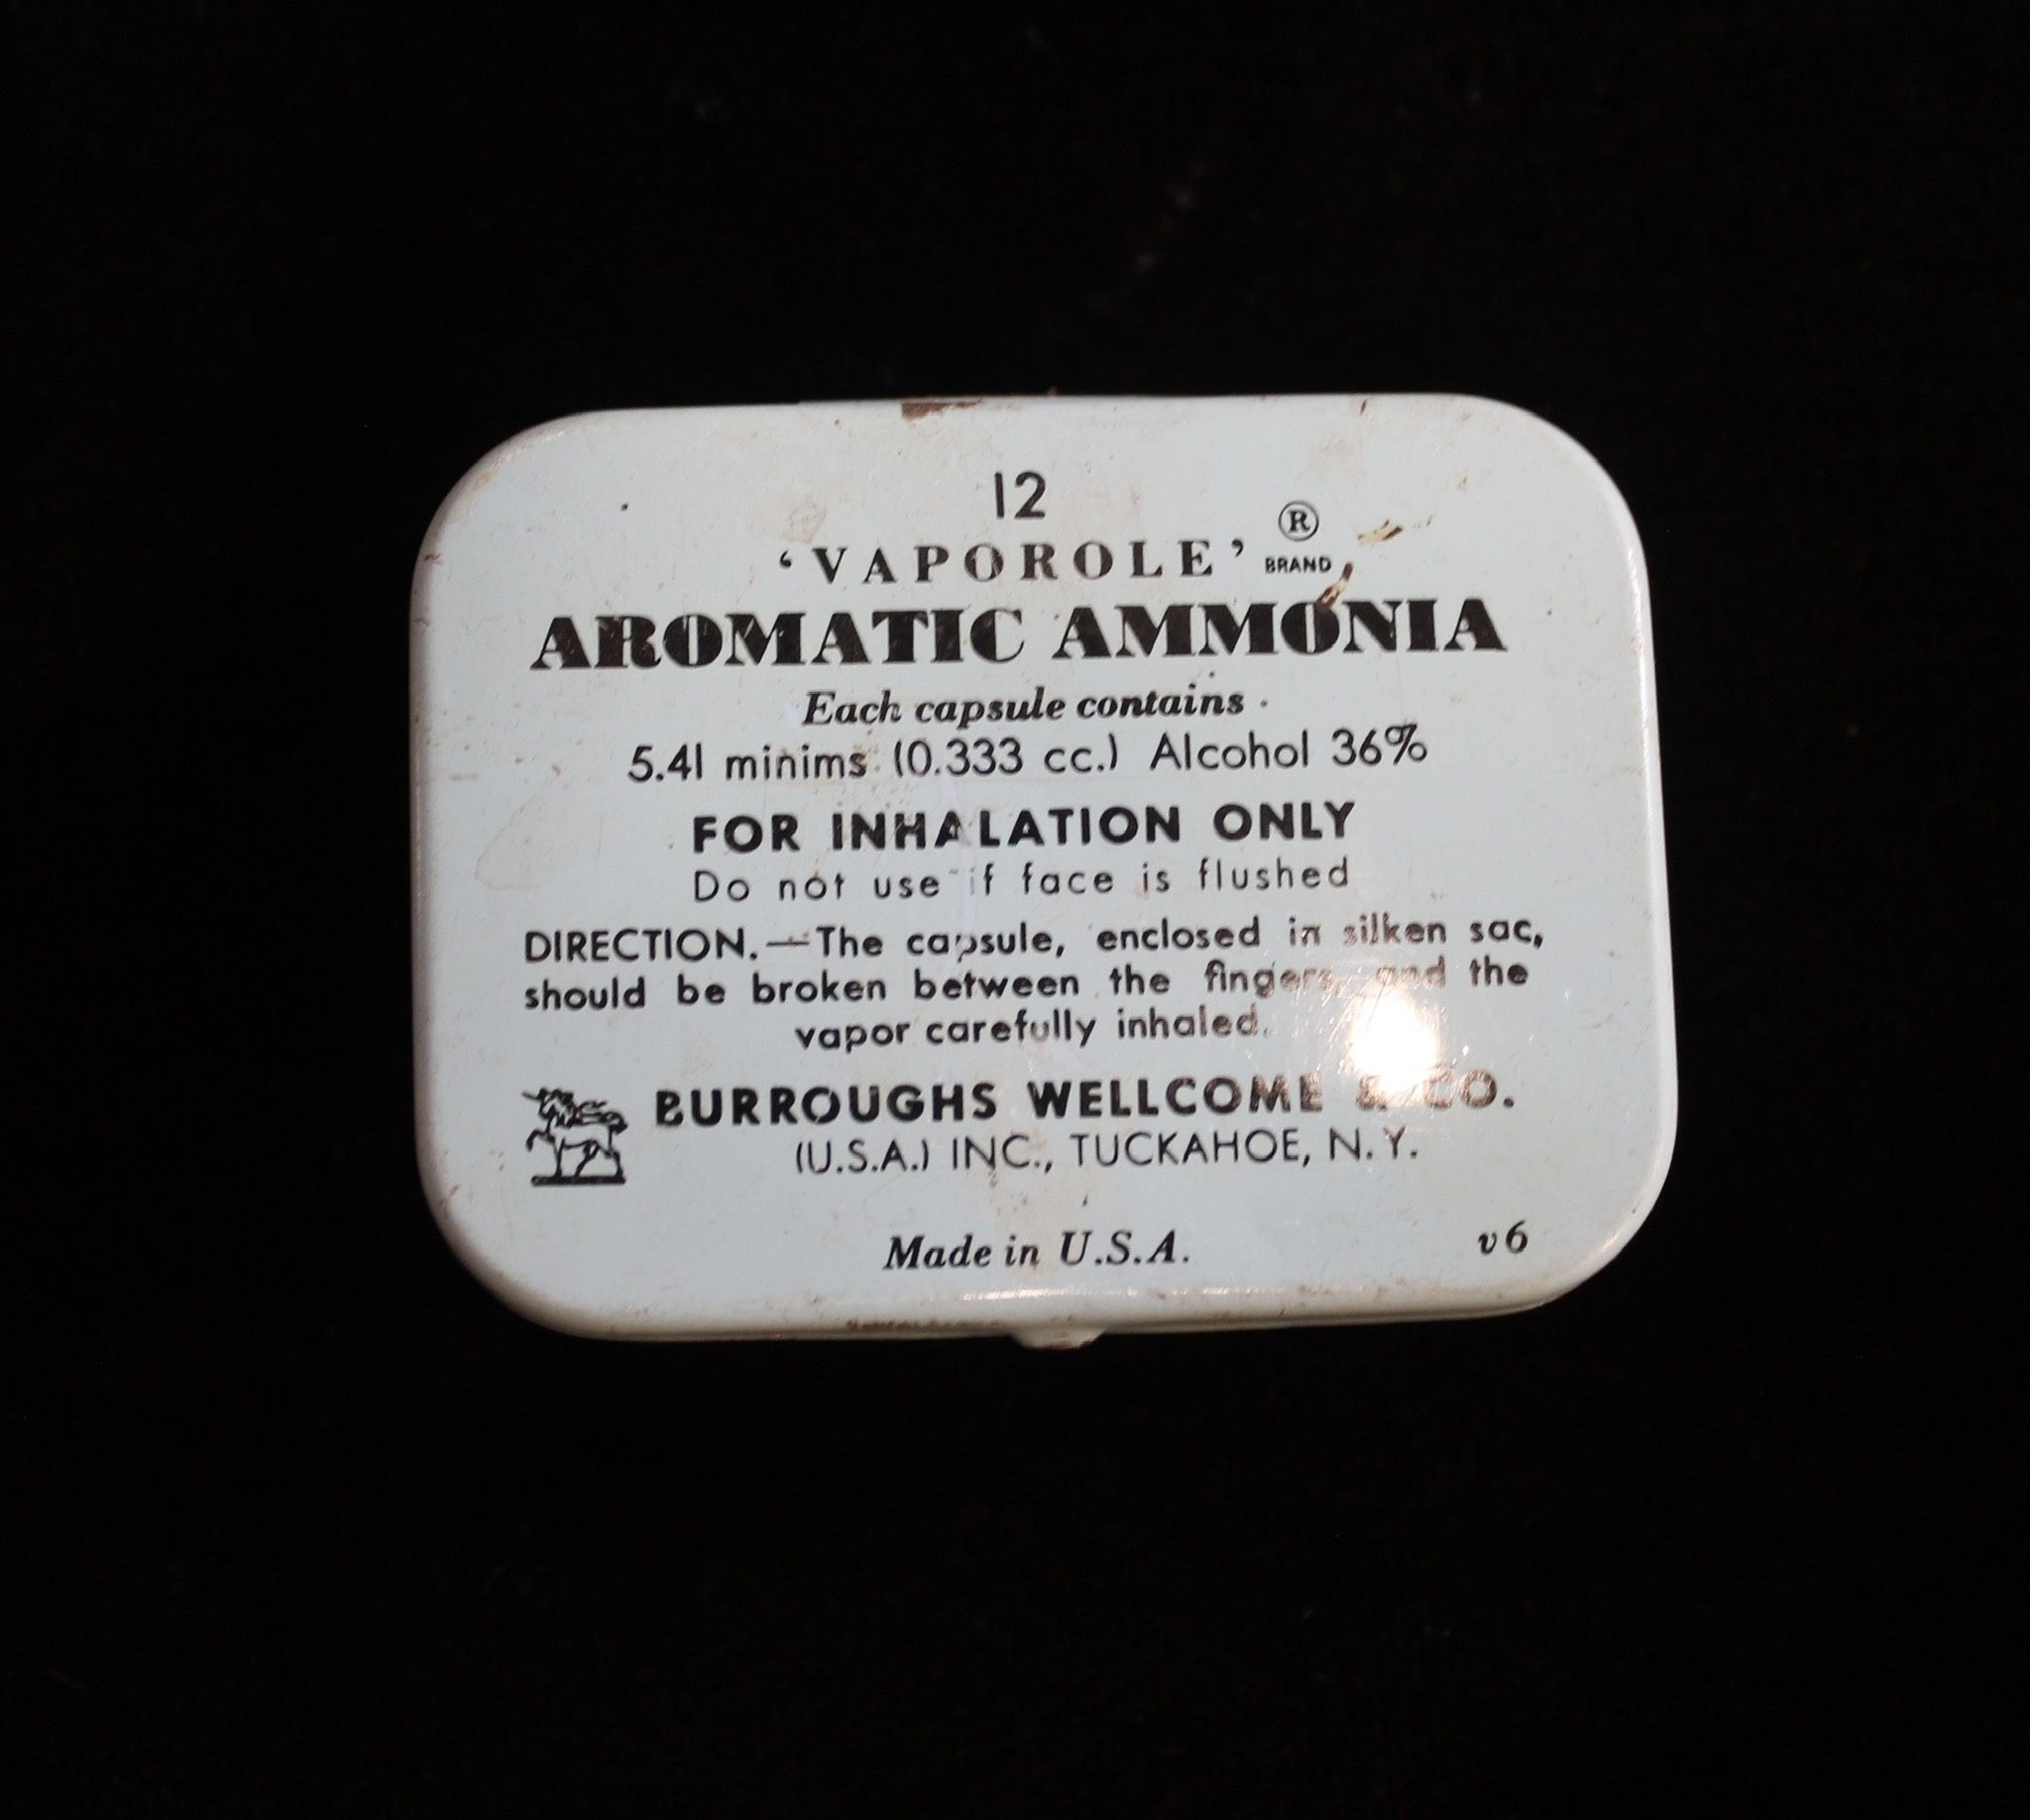 12
‘VAPOROLE’ ® BRAND
AROMATIC AMMONIA
Each capsule contains
5.41 minims (0.333 cc.) Alcohol 36%
FOR INHALATION ONLY
Do not use if face is flushed
DIRECTION.—The capsule, enclosed in silken sac,
should be broken between the fingers, and the
vapor carefully inhaled.
BURROUGHS WELLCOME & CO.
(U.S.A.) INC., TUCKAHOE, N.Y.
Made in U.S.A.
v6